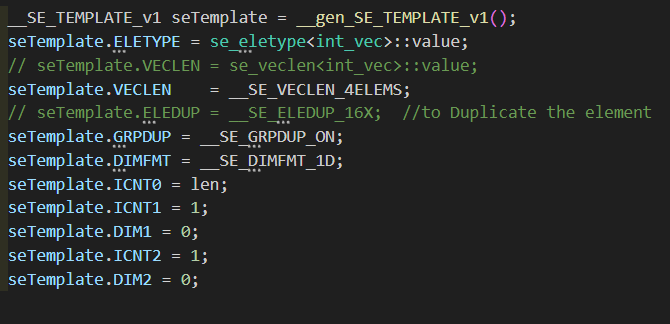 __SE_TEMPLATE_v1 seTemplate = __gen_SE_TEMPLATE_v1();
seTemplate.ELETYPE = se_eletype<int_vec>::value;
// seTemplate.VECLEN = se_veclen<int_vec>::value;
seTemplate.VECLEN    = __SE_VECLEN_4ELEMS;
// seTemplate.ELEDUP = __SE_ELEDUP_16X;  //to Duplicate the element
seTemplate.GRPDUP = __SE_GRPDUP_ON;
seTemplate.DIMFMT = __SE_DIMFMT_1D;
seTemplate.ICNT0 = len;
seTemplate.ICNT1 = 1;
seTemplate.DIM1 = 0;
seTemplate.ICNT2 = 1;
seTemplate.DIM2 = 0;